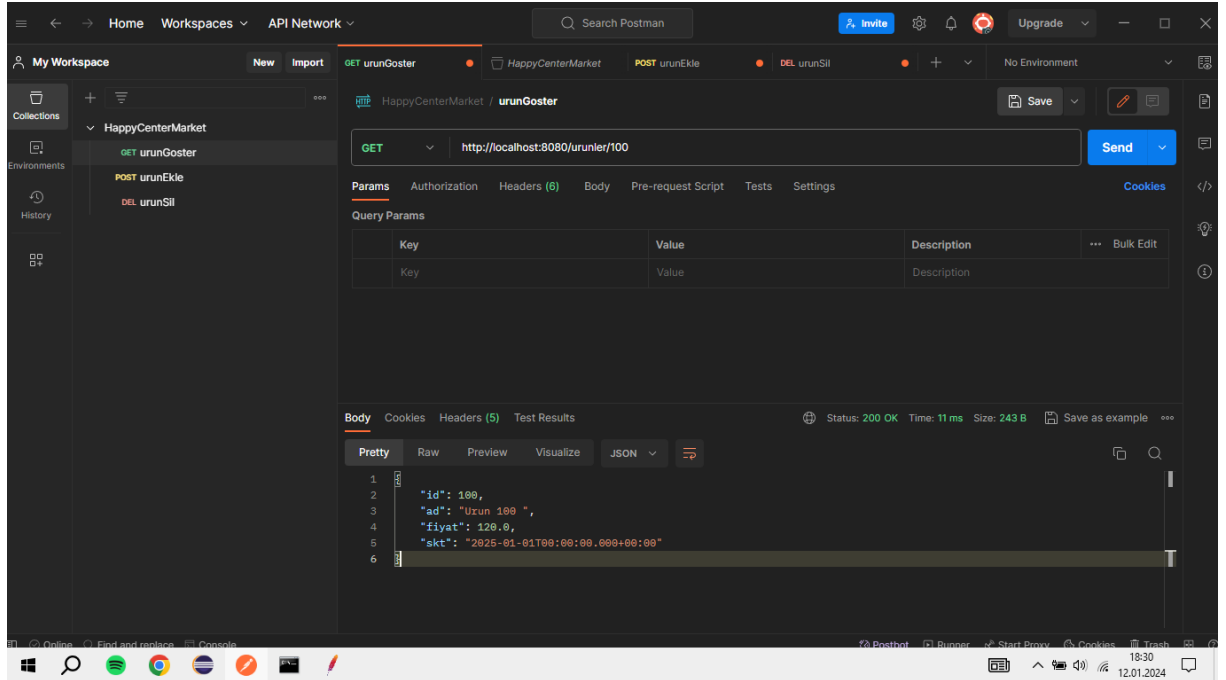 Home Workspaces API Network Search Postman Invite Upgrade
My Workspace New Import GET urunGoster HappyCenterMarket POST urunEkle DEL urunSil No Environment
Collections
Environments
History
HappyCenterMarket
GET urunGoster
POST urunEkle
DEL urunSil
HTTP HappyCenterMarket / urunGoster Save
GET http://localhost:8080/urunler/100 Send
Params Authorization Headers (6) Body Pre-request Script Tests Settings Cookies
Query Params
Key Value Description Bulk Edit
Key Value Description
Body Cookies Headers (5) Test Results Status: 200 OK Time: 11 ms Size: 243 B Save as example
Pretty Raw Preview Visualize JSON
1 {
2 "id": 100,
3 "ad": "Urun 100 ",
4 "fiyat": 120.0,
5 "skt": "2025-01-01T00:00:00.000+00:00"
6 }
Online Find and replace Console Postbot Runner Start Proxy Cookies Trash
18:30
12.01.2024